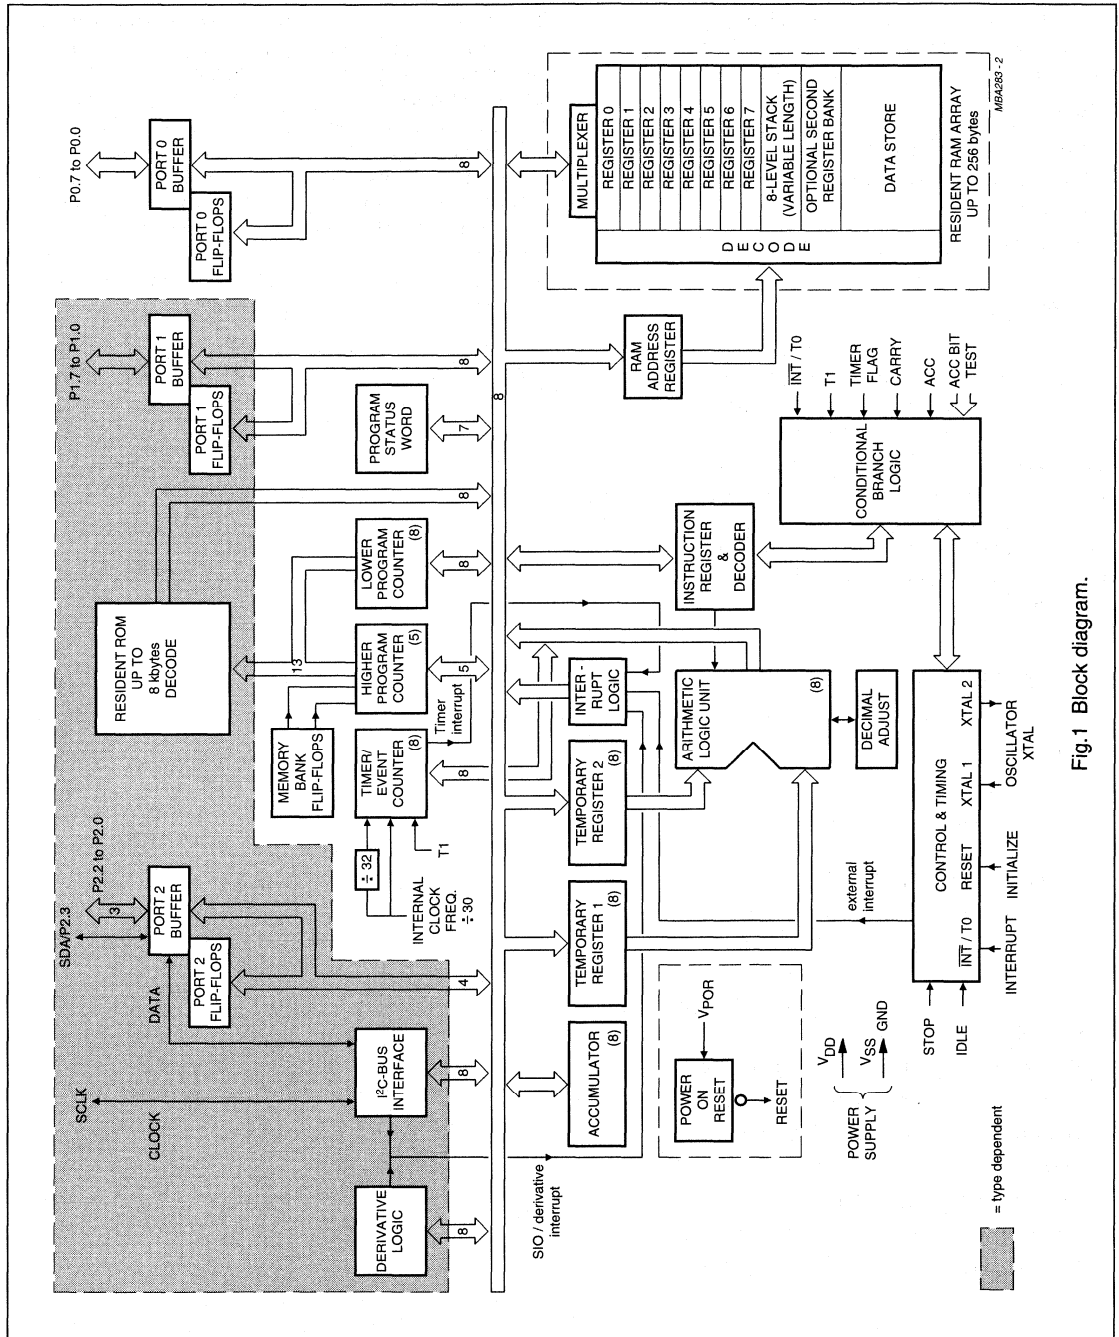 SCLK
CLOCK
SDA/P2.3
P2.2 to P2.0
3
DATA
PORT 2
BUFFER
PORT 2
FLIP-FLOPS
4
DERIVATIVE
LOGIC
8
I²C-BUS
INTERFACE
8
RESIDENT ROM
UP TO
8 kbytes
DECODE
13
8
P1.7 to P1.0
PORT 1
BUFFER
PORT 1
FLIP-FLOPS
8
P0.7 to P0.0
PORT 0
BUFFER
PORT 0
FLIP-FLOPS
8
÷ 32
INTERNAL
CLOCK
FREQ.
÷ 30
T1
MEMORY
BANK
FLIP-FLOPS
TIMER/
EVENT
COUNTER
(8)
8
Timer
interrupt
HIGHER
PROGRAM
COUNTER
(5)
5
LOWER
PROGRAM
COUNTER
(8)
8
PROGRAM
STATUS
WORD
7
8
SIO / derivative
interrupt
ACCUMULATOR
(8)
TEMPORARY
REGISTER 1
(8)
TEMPORARY
REGISTER 2
(8)
INTER-
RUPT
LOGIC
ARITHMETIC
LOGIC UNIT
(8)
DECIMAL
ADJUST
INSTRUCTION
REGISTER
&
DECODER
RAM
ADDRESS
REGISTER
MULTIPLEXER
DECODE
REGISTER 0
REGISTER 1
REGISTER 2
REGISTER 3
REGISTER 4
REGISTER 5
REGISTER 6
REGISTER 7
8-LEVEL STACK
(VARIABLE LENGTH)
OPTIONAL SECOND
REGISTER BANK
DATA STORE
RESIDENT RAM ARRAY
UP TO 256 bytes
MBA283 - 2
CONDITIONAL
BRANCH
LOGIC
I̅N̅T̅ / T0
T1
TIMER
FLAG
CARRY
ACC
ACC BIT
TEST
POWER
ON
RESET
VPOR
RESET
external
interrupt
POWER
SUPPLY
VDD
VSS
GND
STOP
IDLE
CONTROL & TIMING
I̅N̅T̅ / T0
RESET
XTAL 1
XTAL 2
INTERRUPT
INITIALIZE
OSCILLATOR
XTAL
= type dependent
Fig.1 Block diagram.